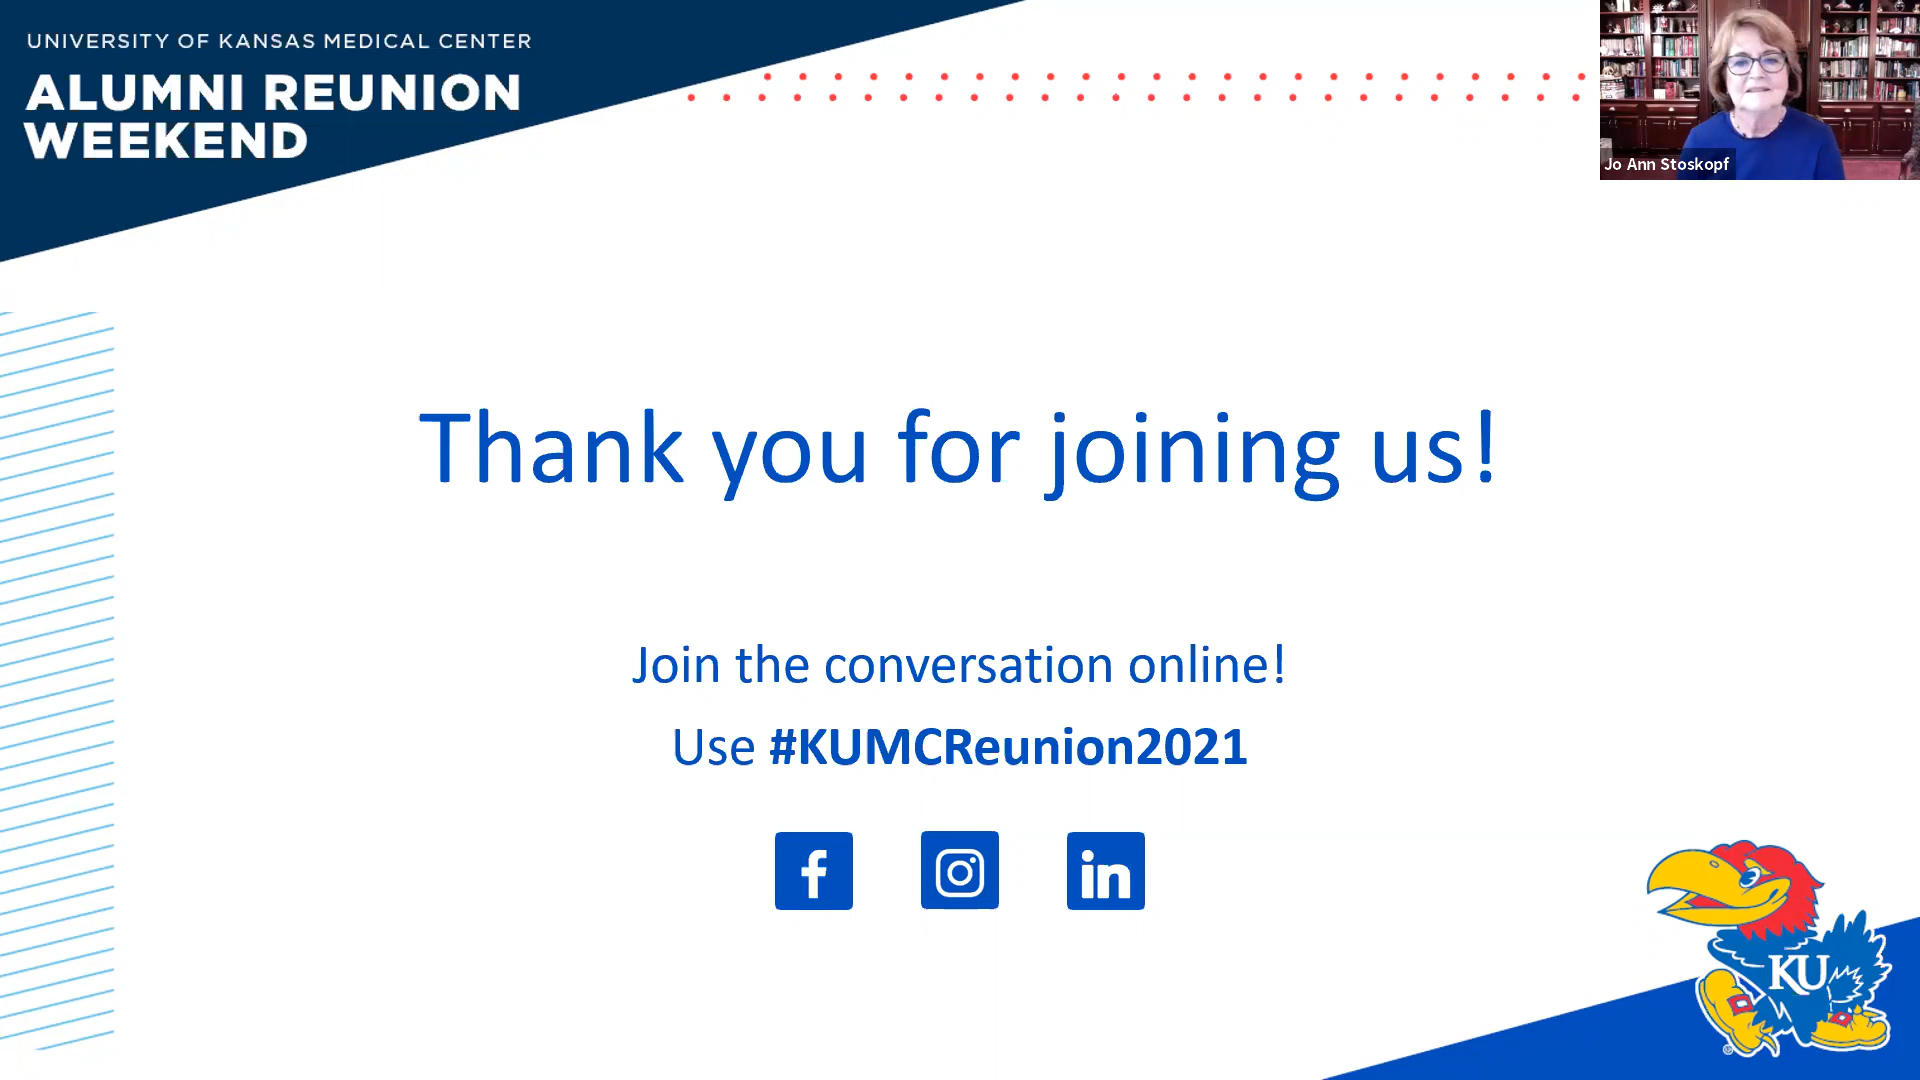 UNIVERSITY OF KANSAS MEDICAL CENTER
ALUMNI REUNION
WEEKEND
Jo Ann Stoskopf
Thank you for joining us!
Join the conversation online!
Use #KUMCReunion2021
f
in
KU
®